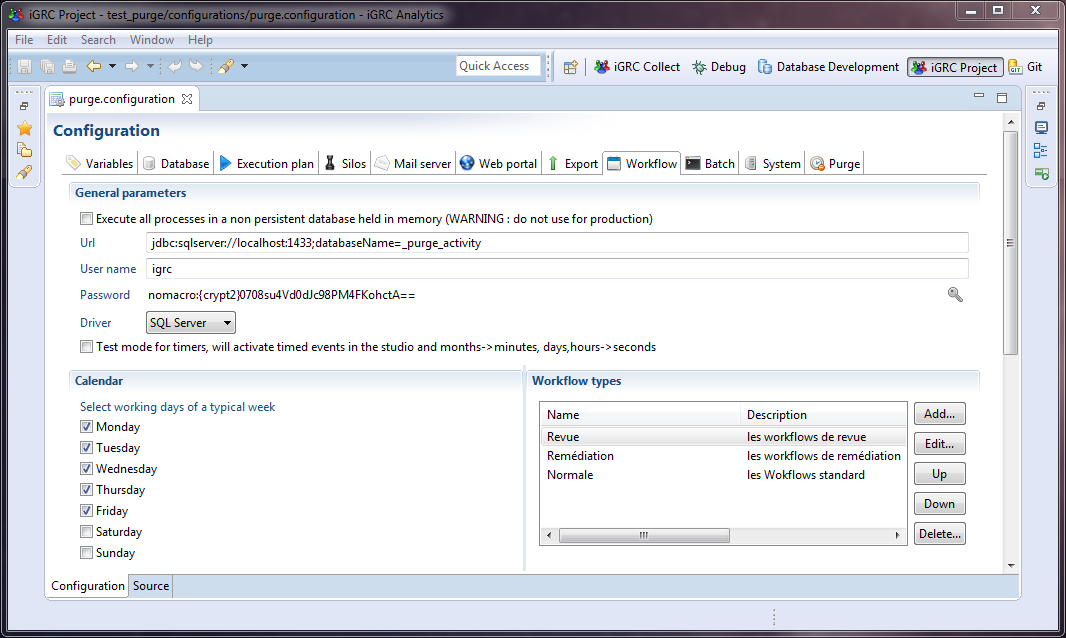 iGRC Project - test_purge/configurations/purge.configuration - iGRC Analytics
File Edit Search Window Help
Quick Access iGRC Collect Debug Database Development iGRC Project Git
purge.configuration
Configuration
Variables Database Execution plan Silos Mail server Web portal Export Workflow Batch System Purge
General parameters
Execute all processes in a non persistent database held in memory (WARNING : do not use for production)
Url jdbc:sqlserver://localhost:1433;databaseName=_purge_activity
User name igrc
Password nomacro:{crypt2}0708su4Vd0dJc98PM4FKohctA==
Driver SQL Server
Test mode for timers, will activate timed events in the studio and months->minutes, days,hours->seconds
Calendar
Select working days of a typical week
Monday
Tuesday
Wednesday
Thursday
Friday
Saturday
Sunday
Workflow types
Name Description
Revue les workflows de revue
Remédiation les workflows de remédiation
Normale les Wokflows standard
Add...
Edit...
Up
Down
Delete...
Configuration Source